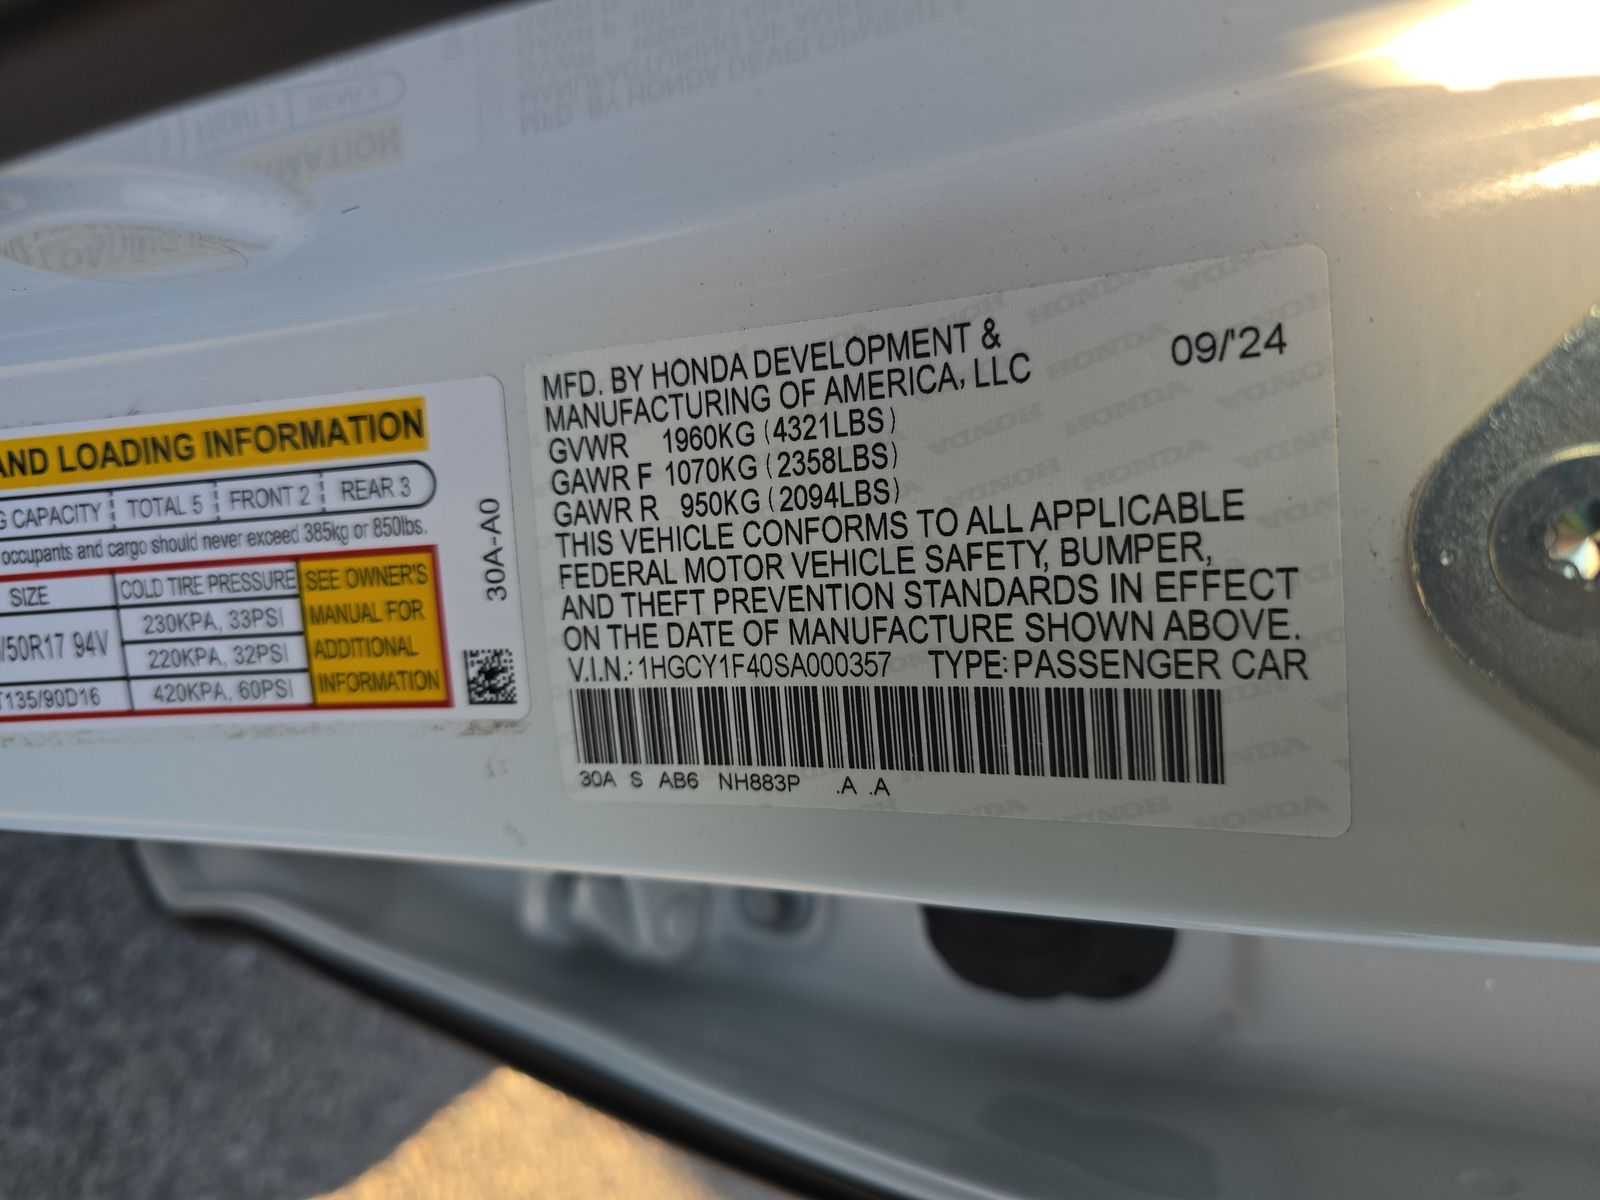 AND LOADING INFORMATION
G CAPACITY TOTAL 5 FRONT 2 REAR 3
occupants and cargo should never exceed 385kg or 850lbs.
SIZE COLD TIRE PRESSURE SEE OWNER'S
MANUAL FOR
ADDITIONAL
INFORMATION
230KPA, 33PSI
/50R17 94V
220KPA, 32PSI
T135/90D16 420KPA, 60PSI
30A-A0
MFD. BY HONDA DEVELOPMENT &
MANUFACTURING OF AMERICA, LLC
09/'24
GVWR 1960KG (4321LBS)
GAWR F 1070KG (2358LBS)
GAWR R 950KG (2094LBS)
THIS VEHICLE CONFORMS TO ALL APPLICABLE
FEDERAL MOTOR VEHICLE SAFETY, BUMPER,
AND THEFT PREVENTION STANDARDS IN EFFECT
ON THE DATE OF MANUFACTURE SHOWN ABOVE.
V.I.N.: 1HGCY1F40SA000357 TYPE: PASSENGER CAR
30A S AB6 NH883P .A .A